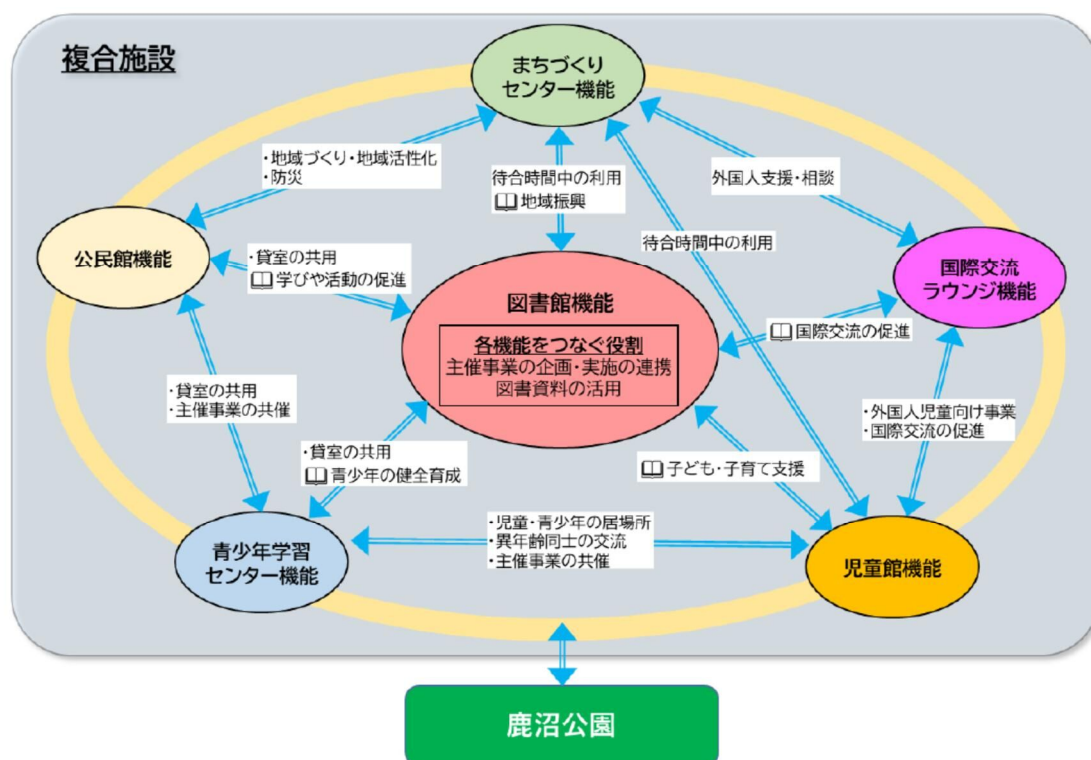 複合施設
まちづくり
センター機能
・地域づくり・地域活性化
・防災
待合時間中の利用
地域振興
外国人支援・相談
待合時間中の利用
公民館機能
・貸室の共用
学びや活動の促進
国際交流
ラウンジ機能
図書館機能
各機能をつなぐ役割
主催事業の企画・実施の連携
図書資料の活用
国際交流の促進
・貸室の共用
・主催事業の共催
・外国人児童向け事業
・国際交流の促進
・貸室の共用
青少年の健全育成
子ども・子育て支援
青少年学習
センター機能
・児童・青少年の居場所
・異年齢同士の交流
・主催事業の共催
児童館機能
鹿沼公園